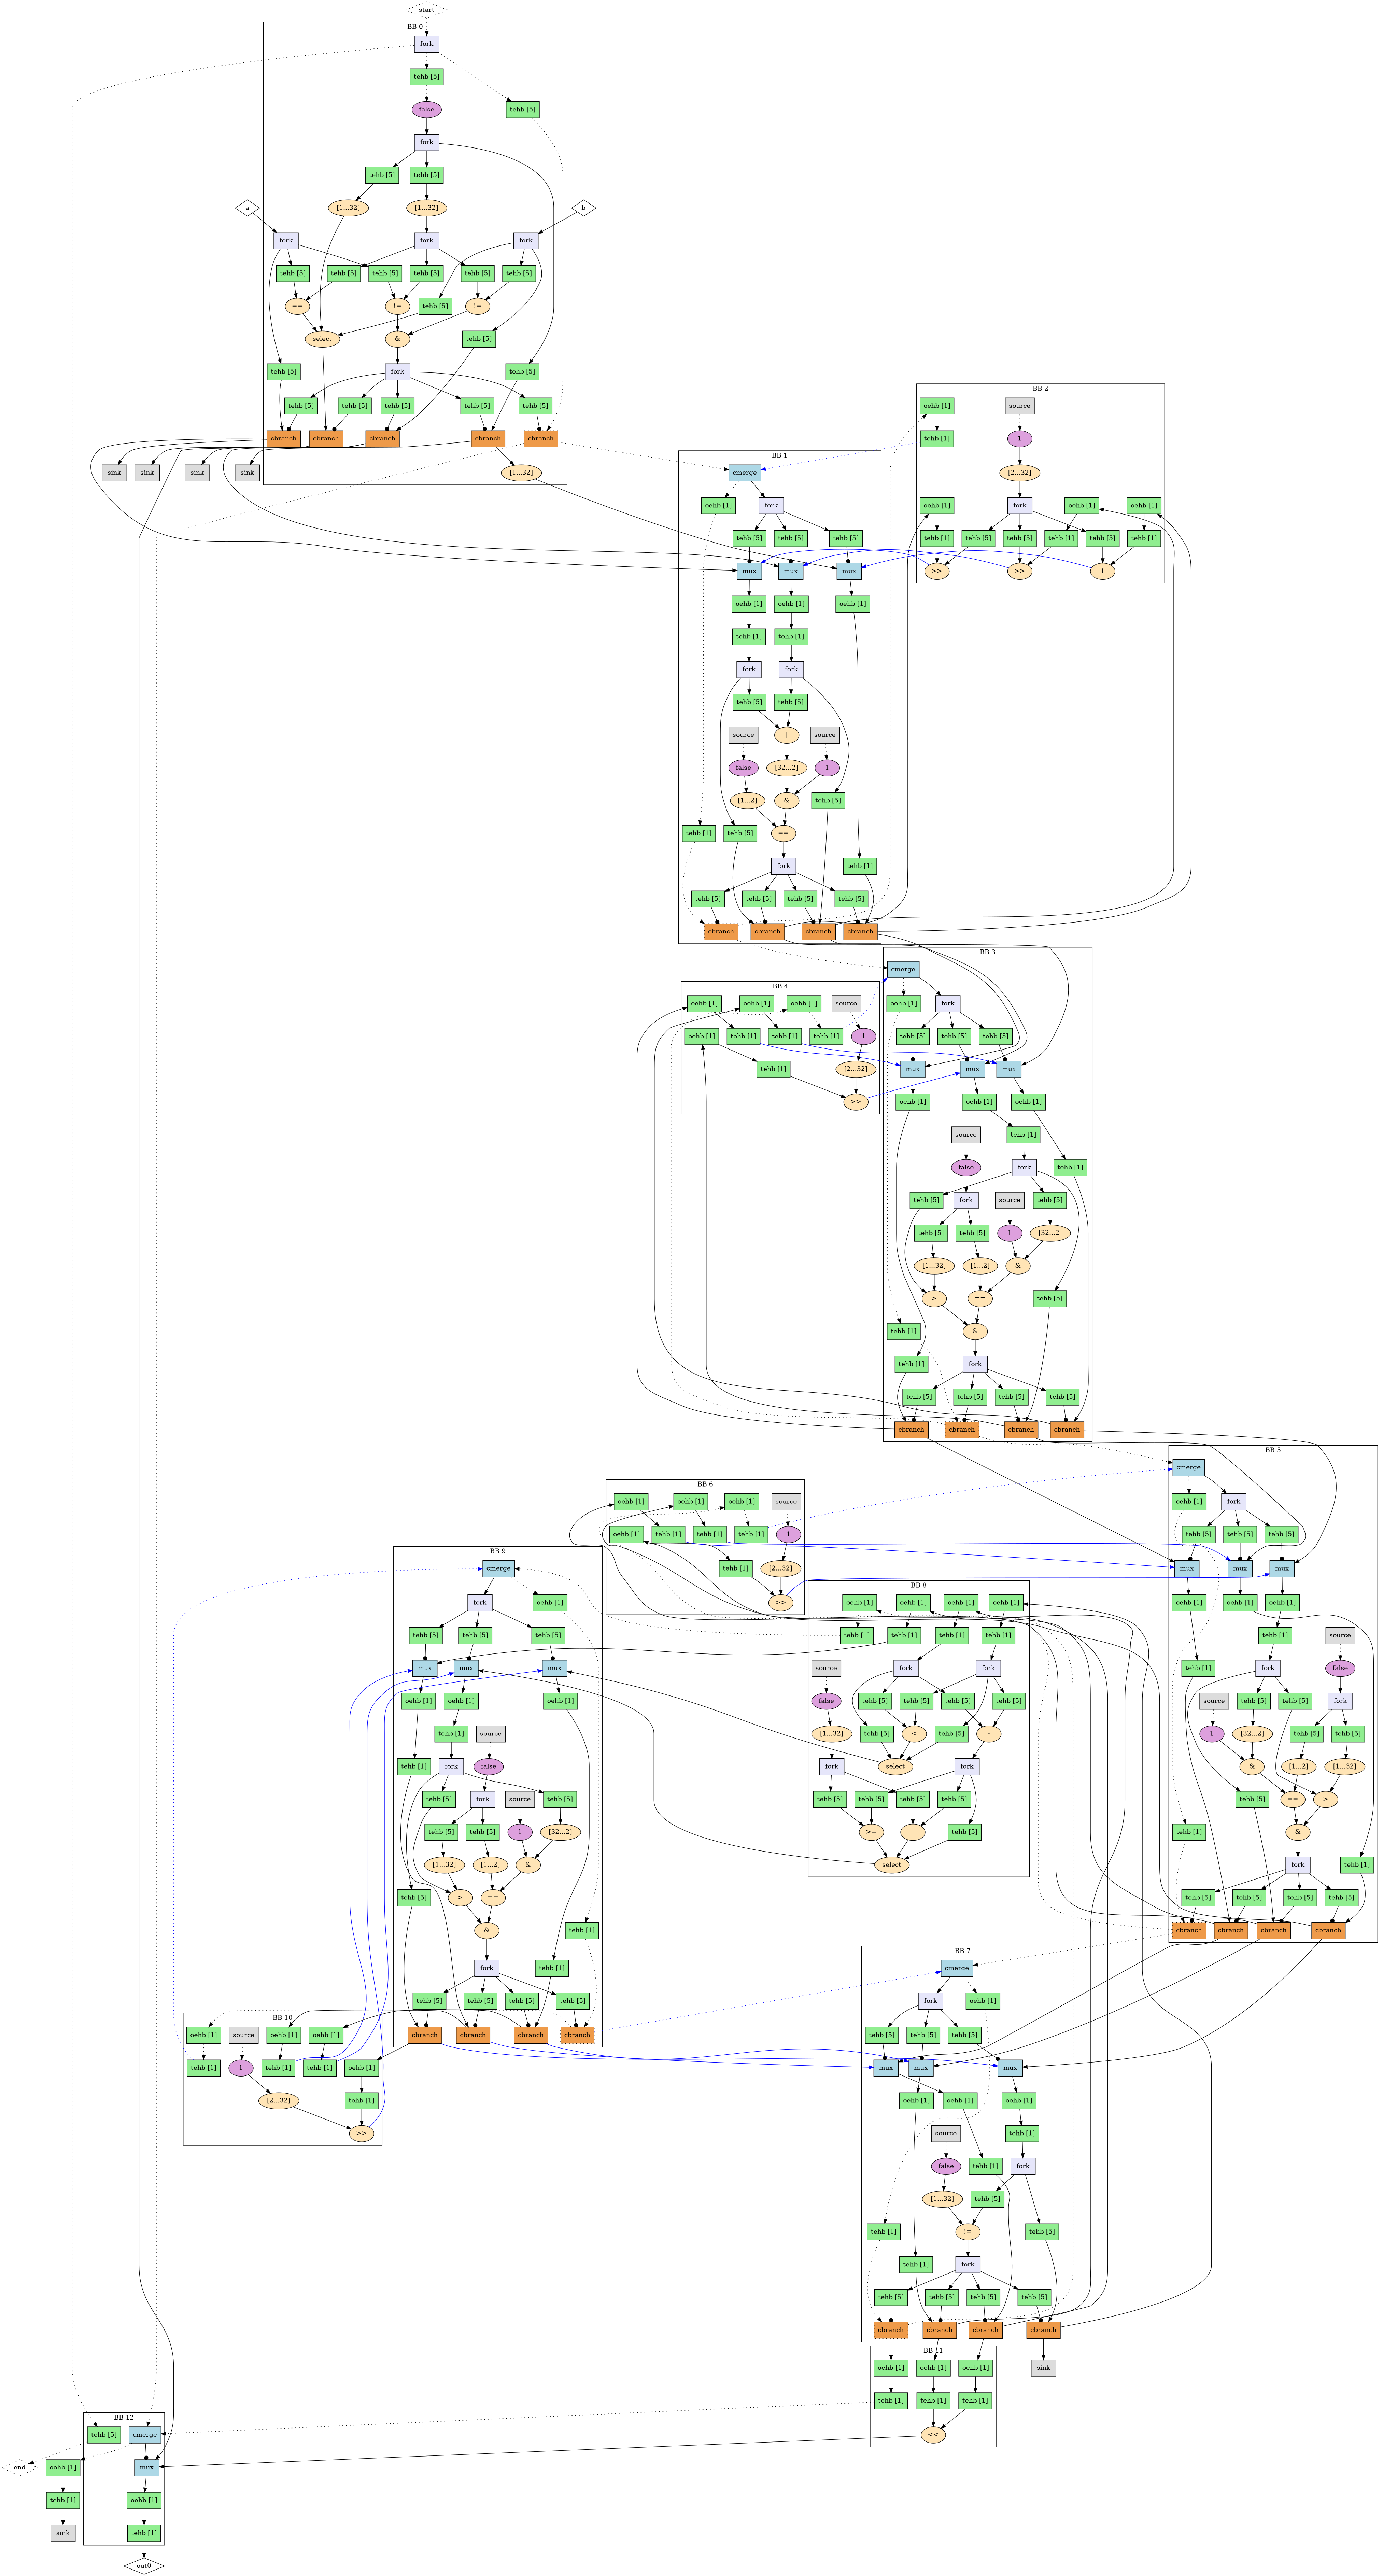 start
BB 0
fork
tehb [5]
false tehb [5]
fork
tehb [5] tehb [5]
a [1...32] [1...32] b
fork fork fork
tehb [5] tehb [5] tehb [5] tehb [5] tehb [5] tehb [5]
== != tehb [5] !=
select & tehb [5]
tehb [5] fork tehb [5]
tehb [5] tehb [5] tehb [5] tehb [5] tehb [5]
cbranch cbranch cbranch cbranch cbranch
sink sink sink sink [1...32]
BB 2
oehb [1] source
tehb [1] 1
[2...32]
oehb [1] fork oehb [1] oehb [1]
tehb [1] tehb [5] tehb [5] tehb [1] tehb [5] tehb [1]
>> >> +
BB 1
cmerge
oehb [1] fork
tehb [5] tehb [5] tehb [5]
mux mux mux
oehb [1] oehb [1] oehb [1]
tehb [1] tehb [1]
fork fork
tehb [5] tehb [5]
source | source
false [32...2] 1
[1...2] & tehb [5]
tehb [1] tehb [5] ==
fork tehb [1]
tehb [5] tehb [5] tehb [5] tehb [5]
cbranch cbranch cbranch cbranch
BB 3
cmerge
oehb [1] fork
tehb [5] tehb [5] tehb [5]
mux mux mux
oehb [1] oehb [1] oehb [1]
source tehb [1]
false fork tehb [1]
tehb [5] fork source tehb [5]
tehb [5] tehb [5] 1 [32...2]
[1...32] [1...2] &
> == tehb [5]
tehb [1] &
tehb [1] fork
tehb [5] tehb [5] tehb [5] tehb [5]
cbranch cbranch cbranch cbranch
BB 4
oehb [1] oehb [1] oehb [1] source
oehb [1] tehb [1] tehb [1] tehb [1] 1
tehb [1] [2...32]
>>
BB 5
cmerge
oehb [1] fork
tehb [5] tehb [5] tehb [5]
mux mux mux
oehb [1] oehb [1] oehb [1]
tehb [1] source
tehb [1] fork false
source tehb [5] tehb [5] fork
1 [32...2] tehb [5] tehb [5]
& [1...2] [1...32]
tehb [5] == >
tehb [1] &
fork tehb [1]
tehb [5] tehb [5] tehb [5] tehb [5]
cbranch cbranch cbranch cbranch
BB 6
oehb [1] oehb [1] oehb [1] source
oehb [1] tehb [1] tehb [1] tehb [1] 1
tehb [1] [2...32]
>>
BB 8
oehb [1] oehb [1] oehb [1] oehb [1]
tehb [1] tehb [1] tehb [1] tehb [1]
source fork fork
false tehb [5] tehb [5] tehb [5] tehb [5]
[1...32] tehb [5] < tehb [5] -
fork select fork
tehb [5] tehb [5] tehb [5] tehb [5]
>= - tehb [5]
select
BB 9
cmerge
fork oehb [1]
tehb [5] tehb [5] tehb [5]
mux mux mux
oehb [1] oehb [1] oehb [1]
tehb [1] source
tehb [1] fork false
tehb [5] fork source tehb [5]
tehb [5] tehb [5] 1 [32...2]
[1...32] [1...2] &
tehb [5] > ==
& tehb [1]
fork tehb [1]
tehb [5] tehb [5] tehb [5] tehb [5]
cbranch cbranch cbranch cbranch
BB 10
oehb [1] source oehb [1] oehb [1]
tehb [1] 1 tehb [1] tehb [1] oehb [1]
[2...32] tehb [1]
>>
BB 7
cmerge
fork oehb [1]
tehb [5] tehb [5] tehb [5]
mux mux mux
oehb [1] oehb [1] oehb [1]
source tehb [1]
false tehb [1] fork
[1...32] tehb [5]
tehb [1] != tehb [5]
tehb [1] fork
tehb [5] tehb [5] tehb [5] tehb [5]
cbranch cbranch cbranch cbranch
BB 11
oehb [1] oehb [1] oehb [1] sink
tehb [1] tehb [1] tehb [1]
<<
BB 12
tehb [5] cmerge
end oehb [1] mux
tehb [1] oehb [1]
sink tehb [1]
out0